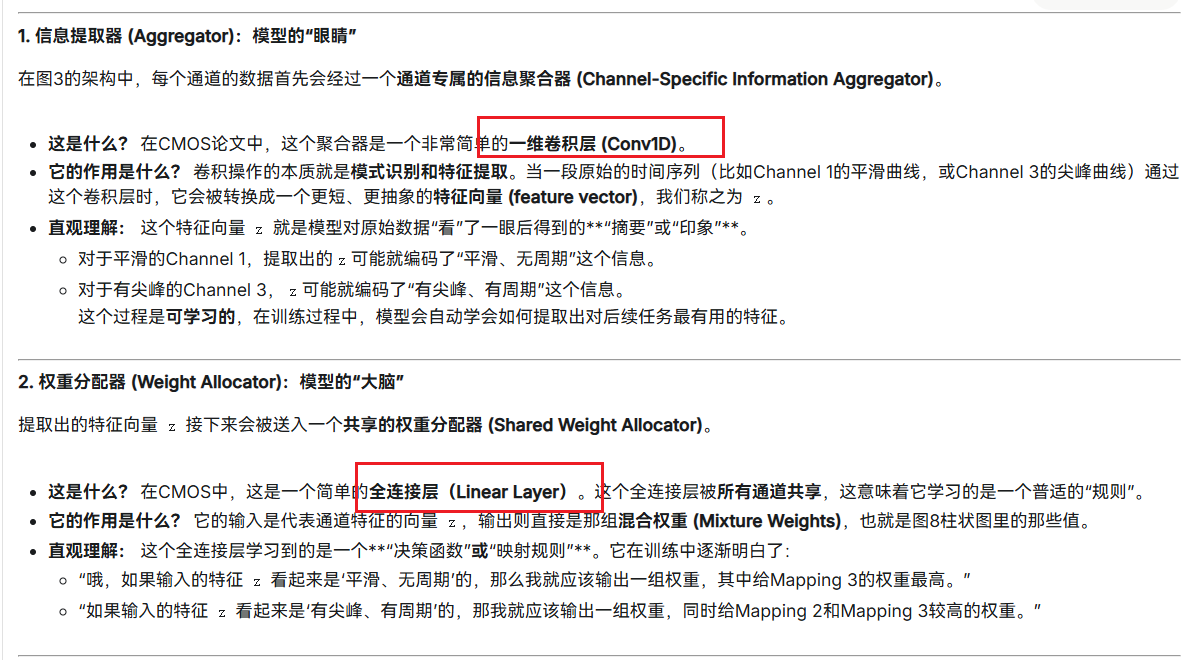 1. 信息提取器 (Aggregator)：模型的“眼睛”
在图3的架构中，每个通道的数据首先会经过一个通道专属的信息聚合器 (Channel-Specific Information Aggregator)。
• 这是什么？ 在CMOS论文中，这个聚合器是一个非常简单的一维卷积层 (Conv1D)。
• 它的作用是什么？ 卷积操作的本质就是模式识别和特征提取。当一段原始的时间序列（比如Channel 1的平滑曲线，或Channel 3的尖峰曲线）通过
这个卷积层时，它会被转换成一个更短、更抽象的特征向量 (feature vector)，我们称之为 z 。
• 直观理解： 这个特征向量 z 就是模型对原始数据“看”了一眼后得到的**“摘要”或“印象”**。
○ 对于平滑的Channel 1，提取出的 z 可能就编码了“平滑、无周期”这个信息。
○ 对于有尖峰的Channel 3， z 可能就编码了“有尖峰、有周期”这个信息。
这个过程是可学习的，在训练过程中，模型会自动学会如何提取出对后续任务最有用的特征。
2. 权重分配器 (Weight Allocator)：模型的“大脑”
提取出的特征向量 z 接下来会被送入一个共享的权重分配器 (Shared Weight Allocator)。
• 这是什么？ 在CMOS中，这是一个简单的全连接层（Linear Layer）。这个全连接层被所有通道共享，这意味着它学习的是一个普适的“规则”。
• 它的作用是什么？ 它的输入是代表通道特征的向量 z ，输出则直接是那组混合权重 (Mixture Weights)，也就是图8柱状图里的那些值。
• 直观理解： 这个全连接层学习到的是一个**“决策函数”或“映射规则”**。它在训练中逐渐明白了：
○ “哦，如果输入的特征 z 看起来是‘平滑、无周期’的，那么我就应该输出一组权重，其中给Mapping 3的权重最高。”
○ “如果输入的特征 z 看起来是‘有尖峰、有周期’的，那我就应该输出一组权重，同时给Mapping 2和Mapping 3较高的权重。”